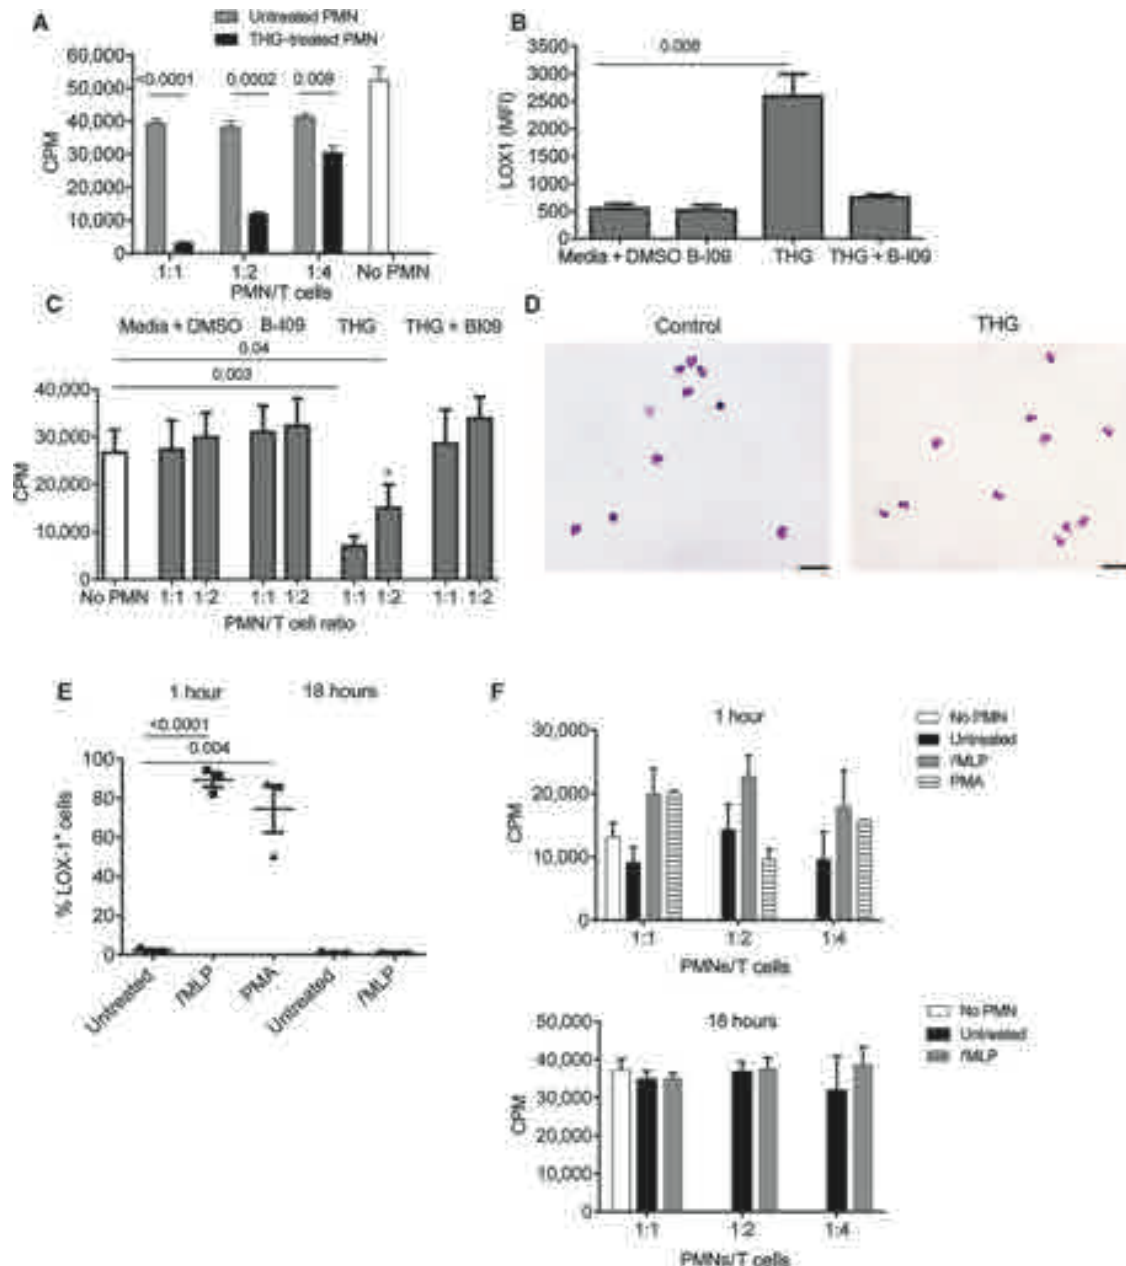 A
Untreated PMN
THG-treated PMN
60,000
50,000
40,000
30,000
20,000
10,000
0
CPM
<0.0001
0.0002
0.009
1:1
1:2
1:4
No PMN
PMN/T cells
B
3500
3000
2500
2000
1500
1000
500
0
LOX1 (MFI)
0.008
Media + DMSO B-I09 THG THG + B-I09
C
Media + DMSO B-I09 THG THG + BI09
0.04
0.003
40,000
30,000
20,000
10,000
0
CPM
*
No PMN 1:1 1:2 1:1 1:2 1:1 1:2 1:1 1:2
PMN/T cell ratio
D
Control
THG
E
1 hour
18 hours
<0.0001
0.004
100
80
60
40
20
0
% LOX-1+ cells
Untreated
fMLP
PMA
Untreated
fMLP
F
1 hour
No PMN
Untreated
fMLP
PMA
30,000
20,000
10,000
0
CPM
1:1
1:2
1:4
PMNs/T cells
18 hours
No PMN
Untreated
fMLP
50,000
40,000
30,000
20,000
10,000
0
CPM
1:1
1:2
1:4
PMNs/T cells